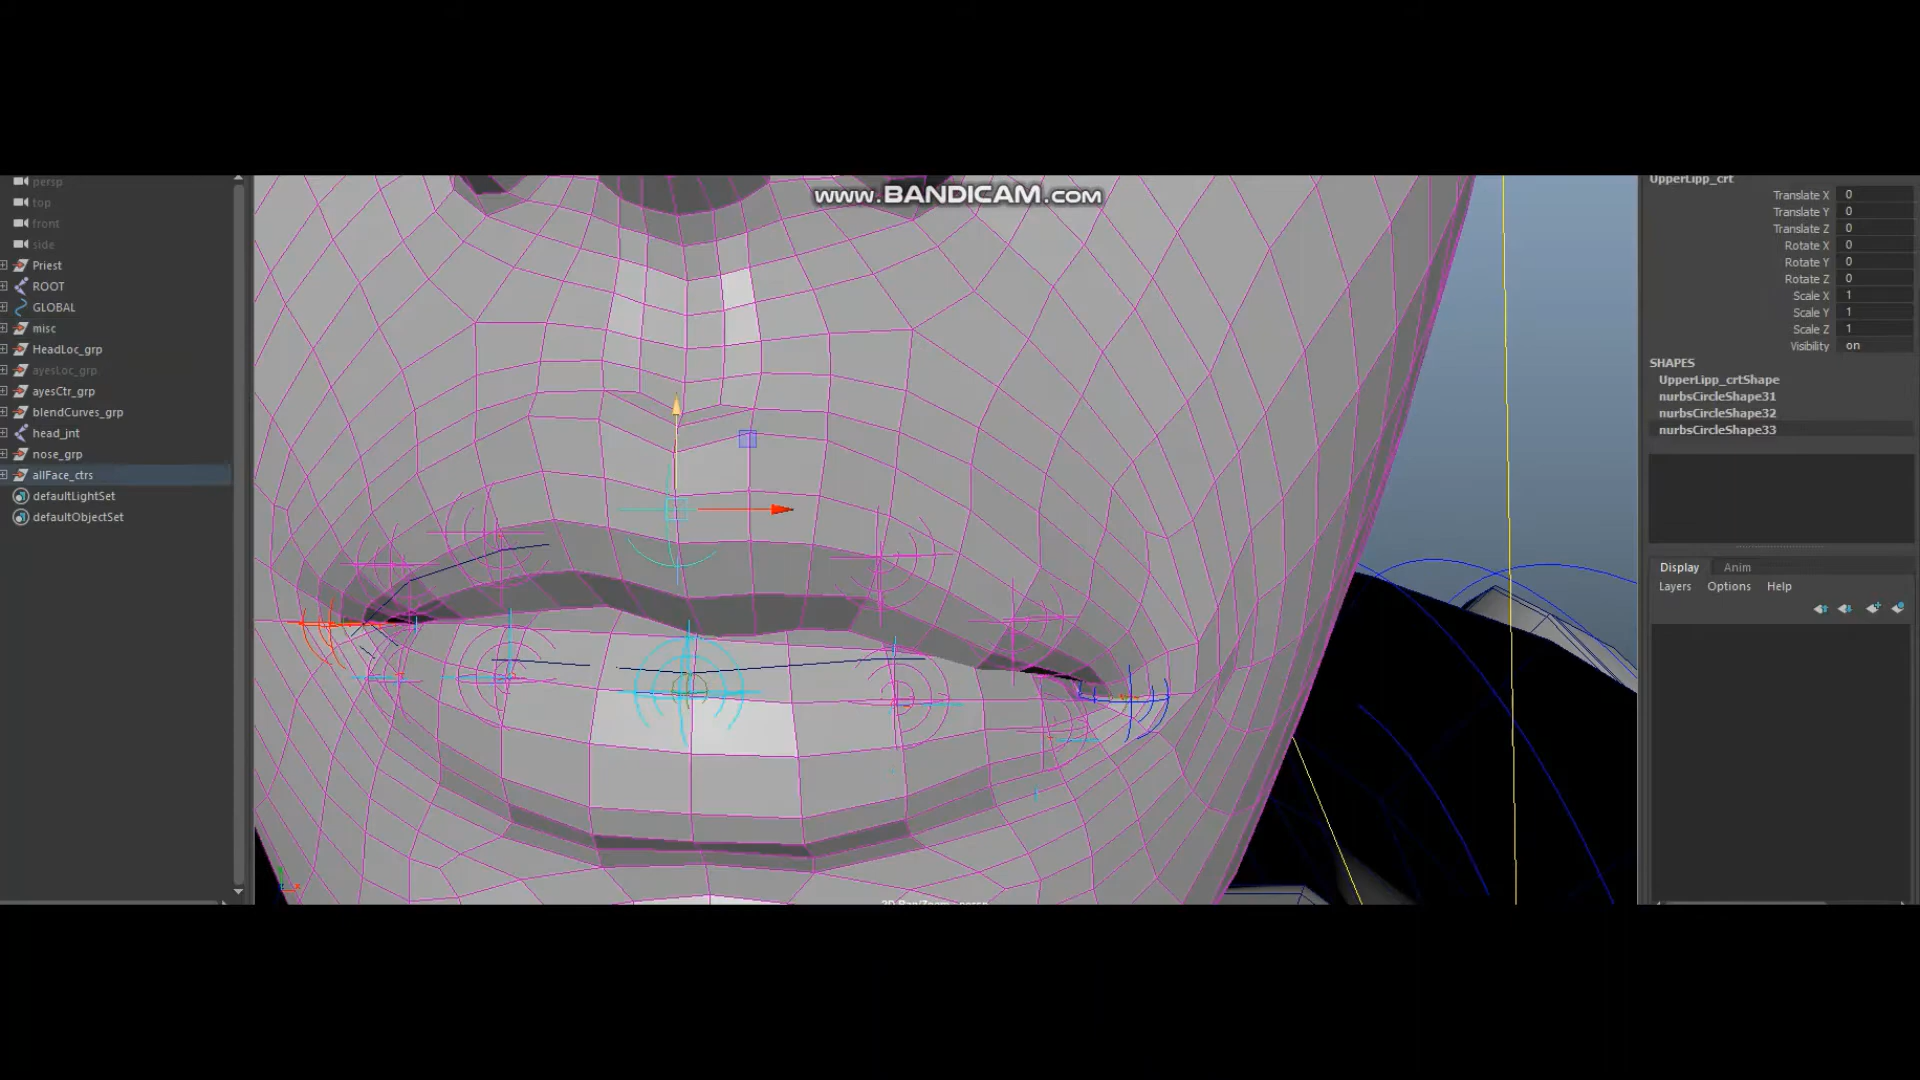 www.BANDICAM.com
persp
top
front
side
Priest
ROOT
GLOBAL
misc
HeadLoc_grp
ayesLoc_grp
ayesCtr_grp
blendCurves_grp
head_jnt
nose_grp
allFace_ctrs
defaultLightSet
defaultObjectSet
UpperLipp_crt
Translate X 0
Translate Y 0
Translate Z 0
Rotate X 0
Rotate Y 0
Rotate Z 0
Scale X 1
Scale Y 1
Scale Z 1
Visibility on
SHAPES
UpperLipp_crtShape
nurbsCircleShape31
nurbsCircleShape32
nurbsCircleShape33
Display Anim
Layers Options Help